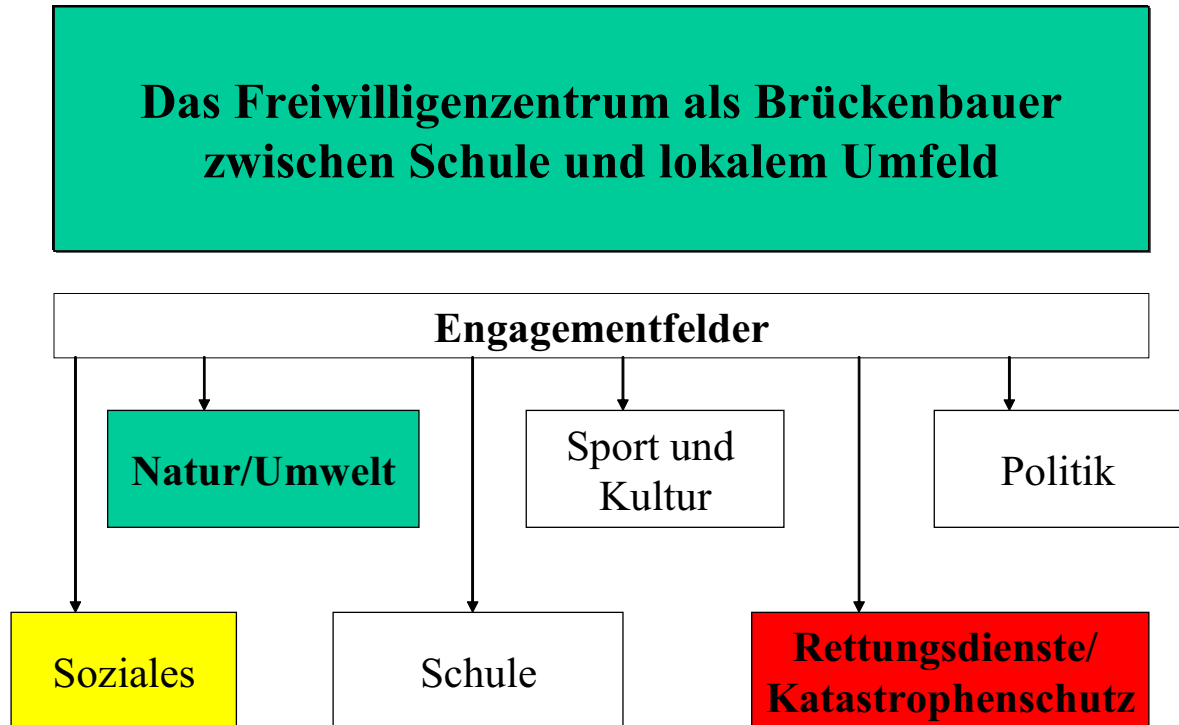 Das Freiwilligenzentrum als Brückenbauer
zwischen Schule und lokalem Umfeld
Engagementfelder
Natur/Umwelt
Sport und
Kultur
Politik
Soziales
Schule
Rettungsdienste/
Katastrophenschutz